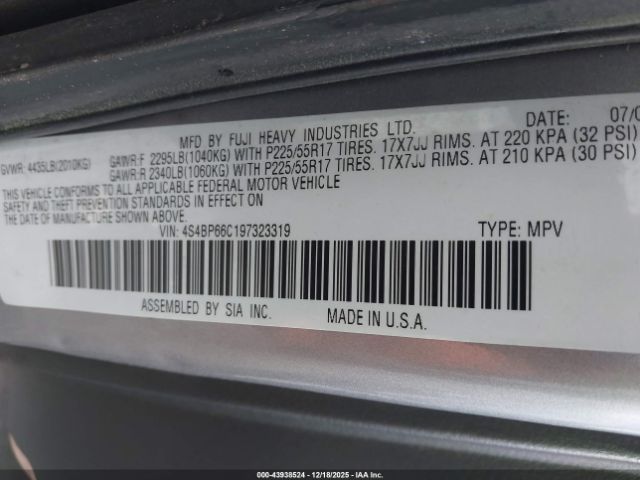 MFD BY FUJI HEAVY INDUSTRIES LTD. DATE: 07/0
GVWR: 4435LB(2010KG) GAWR:F 2295LB(1040KG) WITH P225/55R17 TIRES. 17X7JJ RIMS. AT 220 KPA (32 PSI)
GAWR:R 2340LB(1060KG) WITH P225/55R17 TIRES. 17X7JJ RIMS. AT 210 KPA (30 PSI)
THIS VEHICLE CONFORMS TO ALL APPLICABLE FEDERAL MOTOR VEHICLE
SAFETY AND THEFT PREVENTION STANDARDS IN EFFECT
ON THE DATE OF MANUFACTURE SHOWN ABOVE.
VIN: 4S4BP66C197323319 TYPE: MPV
ASSEMBLED BY SIA INC. MADE IN U.S.A.
000-43938524 | 12/18/2025 | IAAI Inc.